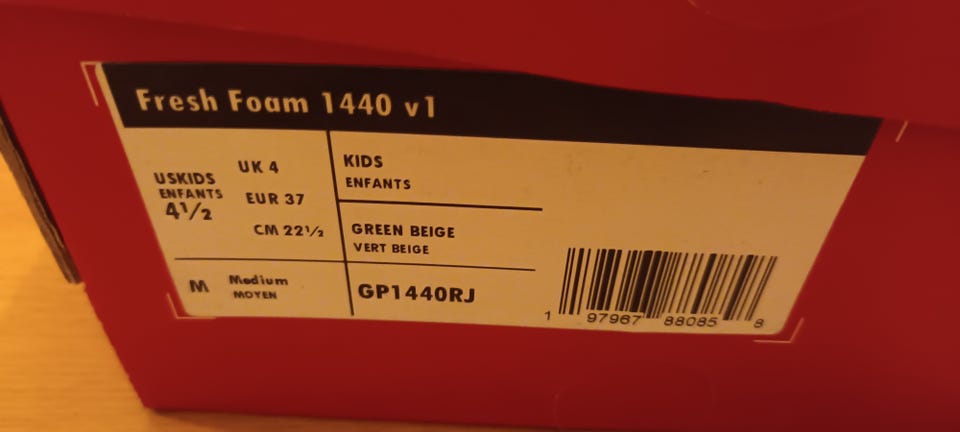 Fresh Foam 1440 v1
USKIDS
ENFANTS
4½
UK 4
EUR 37
CM 22½
KIDS
ENFANTS
GREEN BEIGE
VERT BEIGE
M Medium
MOYEN
GP1440RJ
1 97967 88085 8